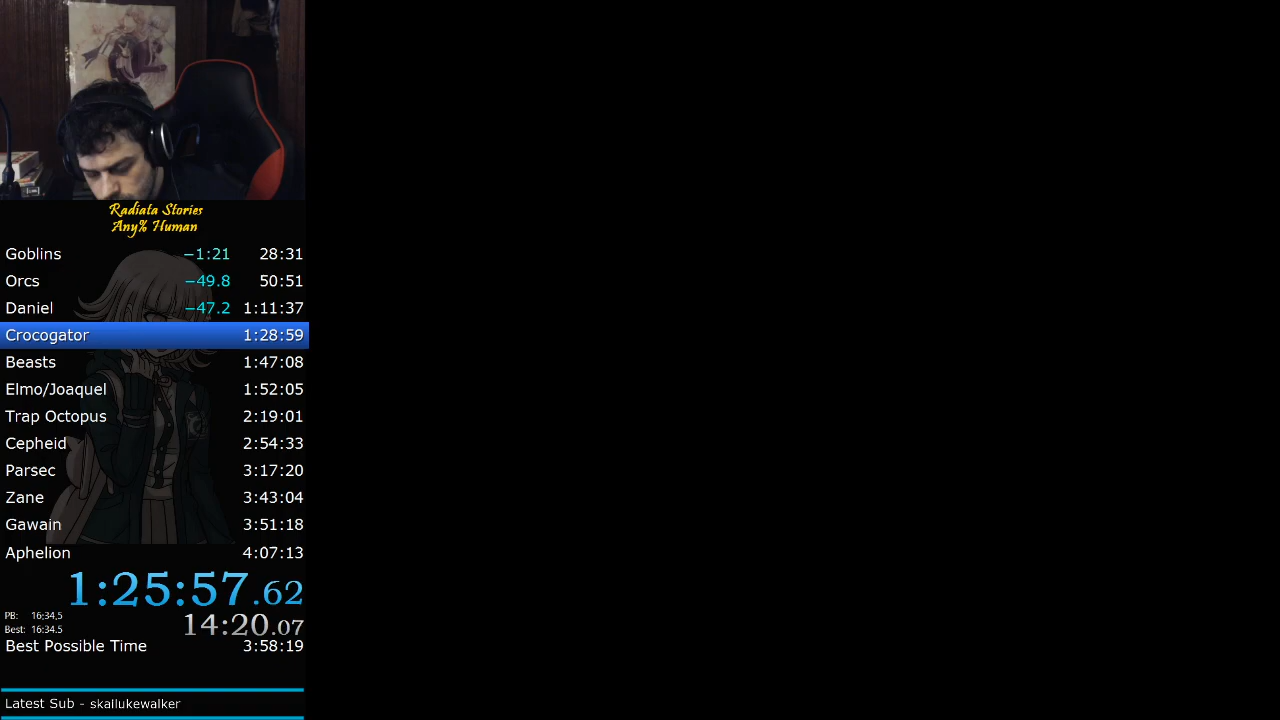 Radiata Stories
Any% Human
Goblins −1:21 28:31
Orcs −49.8 50:51
Daniel −47.2 1:11:37
Crocogator 1:28:59
Beasts 1:47:08
Elmo/Joaquel 1:52:05
Trap Octopus 2:19:01
Cepheid 2:54:33
Parsec 3:17:20
Zane 3:43:04
Gawain 3:51:18
Aphelion 4:07:13
1:25:57.62
PB: 16:34.5
Best: 16:34.5
14:20.07
Best Possible Time 3:58:19
Latest Sub - skallukewalker